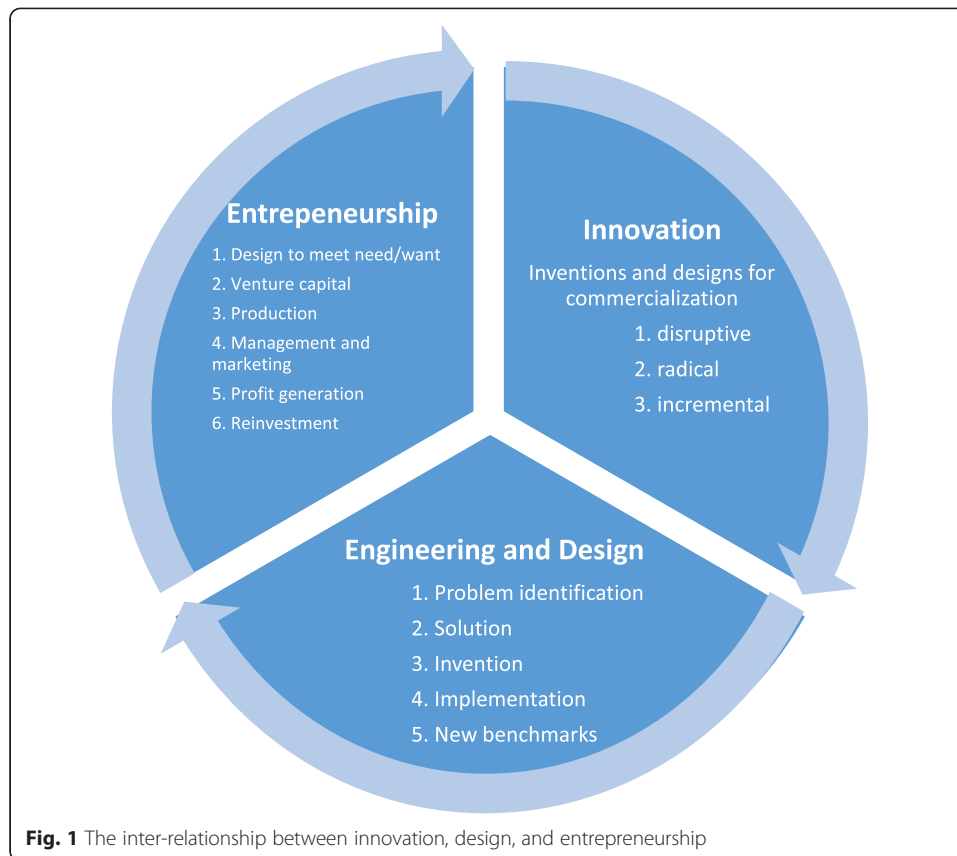 Entrepeneurship
1. Design to meet need/want
2. Venture capital
3. Production
4. Management and
marketing
5. Profit generation
6. Reinvestment
Innovation
Inventions and designs for
commercialization
1. disruptive
2. radical
3. incremental
Engineering and Design
1. Problem identification
2. Solution
3. Invention
4. Implementation
5. New benchmarks
Fig. 1 The inter-relationship between innovation, design, and entrepreneurship